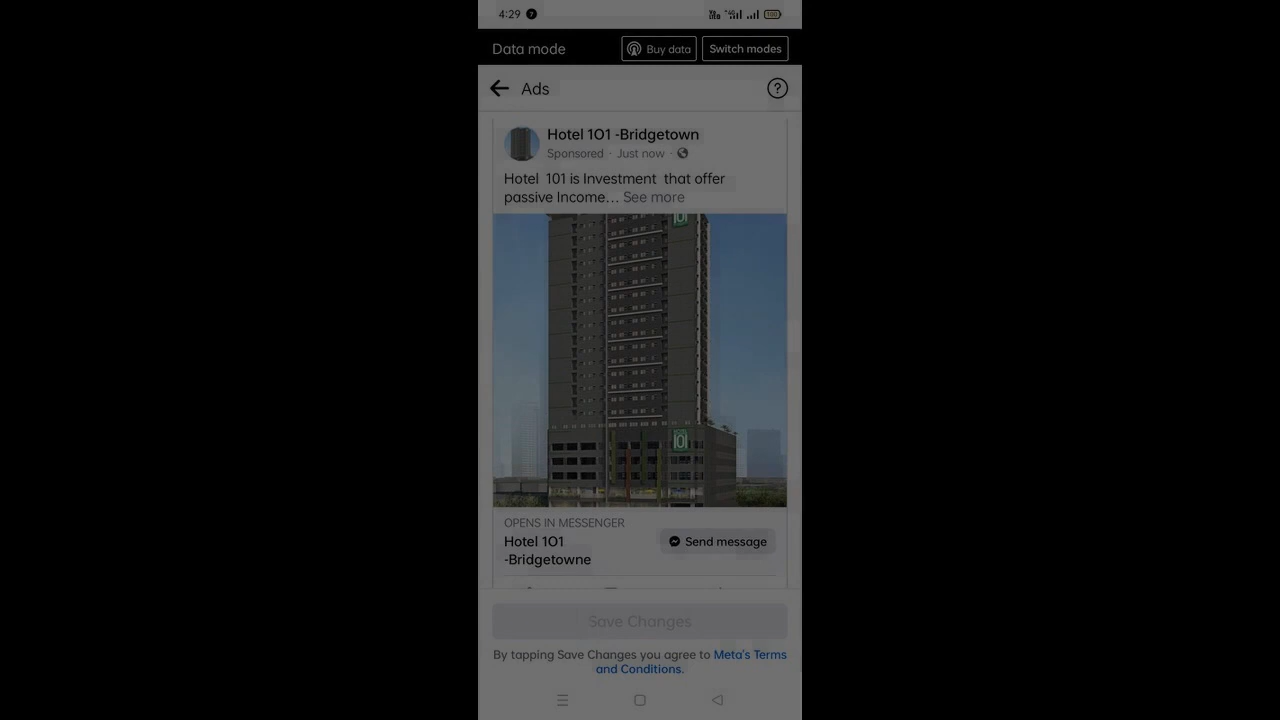 4:29
Data mode
Buy data
Switch modes
Ads
Hotel 101 -Bridgetown
Sponsored · Just now ·
Hotel 101 is Investment that offer
passive Income... See more
101
101
OPENS IN MESSENGER
Hotel 101
-Bridgetowne
Send message
Save Changes
By tapping Save Changes you agree to Meta's Terms
and Conditions.